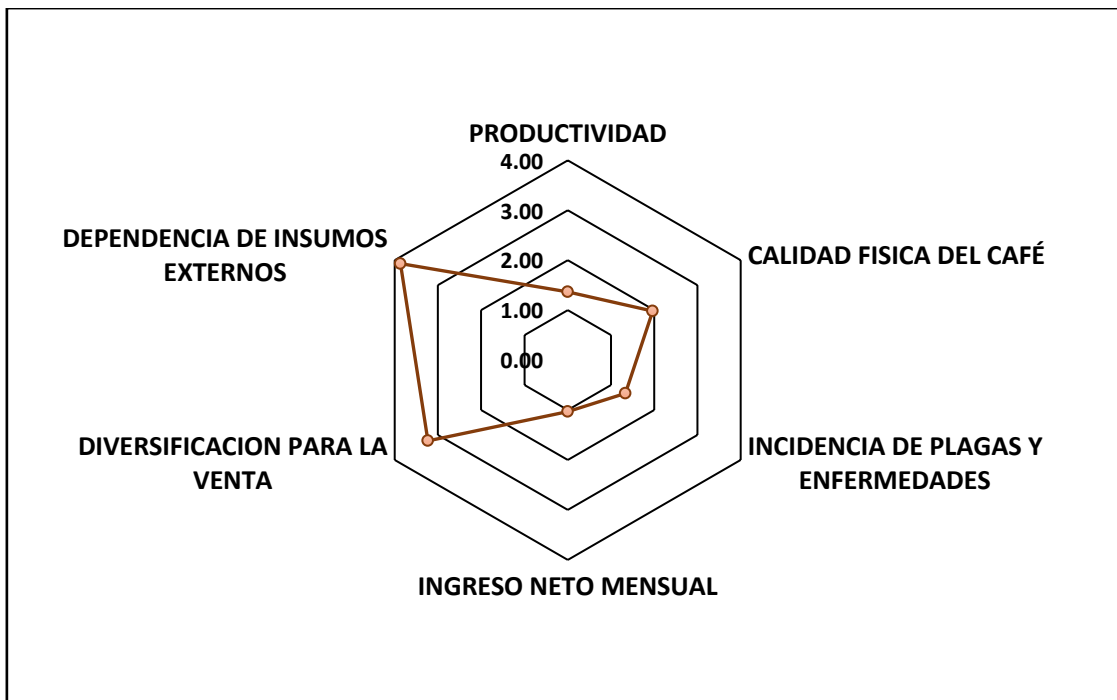 PRODUCTIVIDAD
4.00
3.00
2.00
1.00
0.00
CALIDAD FISICA DEL CAFÉ
INCIDENCIA DE PLAGAS Y
ENFERMEDADES
INGRESO NETO MENSUAL
DIVERSIFICACION PARA LA
VENTA
DEPENDENCIA DE INSUMOS
EXTERNOS